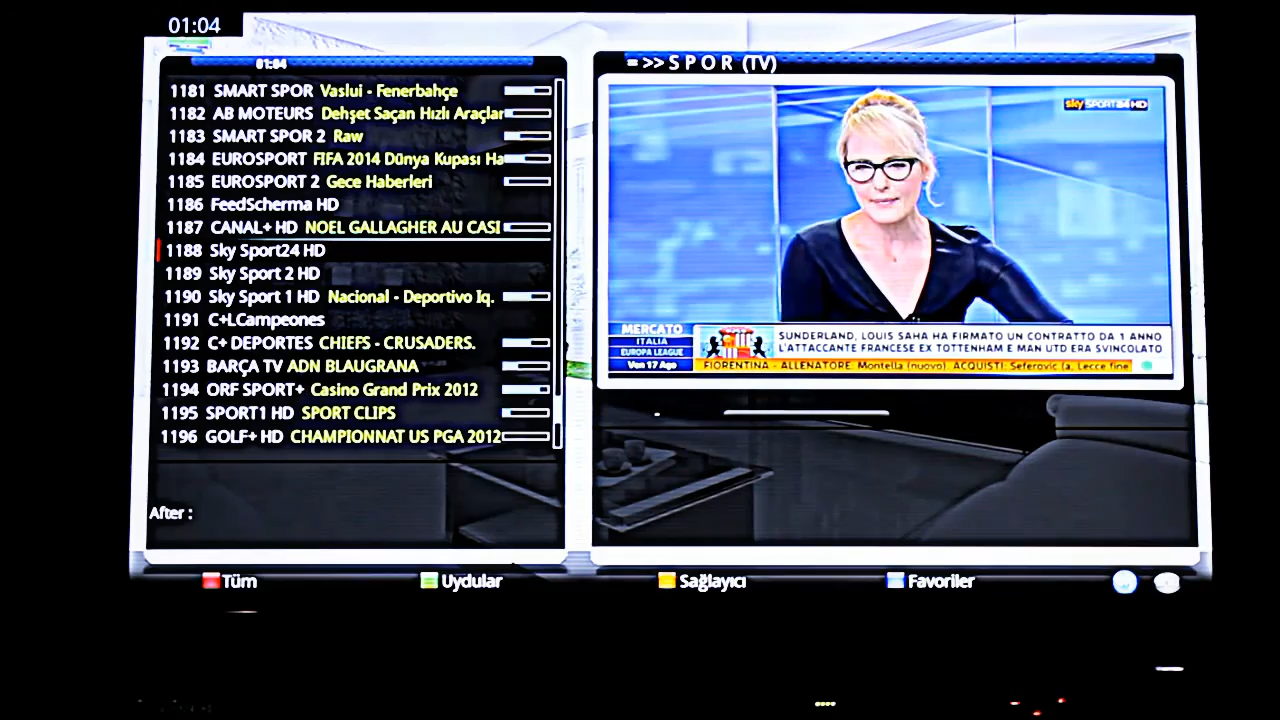 01:04
01:04
1181 SMART SPOR Vaslui - Fenerbahçe
1182 AB MOTEURS Dehşet Saçan Hızlı Araçlar
1183 SMART SPOR 2 Raw
1184 EUROSPORT FIFA 2014 Dünya Kupası Ha
1185 EUROSPORT 2 Gece Haberleri
1186 FeedScherma HD
1187 CANAL+ HD NOEL GALLAGHER AU CASI
1188 Sky Sport24 HD
1189 Sky Sport 2 HD
1190 Sky Sport 1 HD Nacional - Deportivo Iq.
1191 C+LCampeones
1192 C+ DEPORTES CHIEFS - CRUSADERS.
1193 BARÇA TV ADN BLAUGRANA
1194 ORF SPORT+ Casino Grand Prix 2012
1195 SPORT1 HD SPORT CLIPS
1196 GOLF+ HD CHAMPIONNAT US PGA 2012
After :
= >> S P O R (TV)
sky SPORT24 HD
MERCATO
ITALIA
EUROPA LEAGUE
Ven 17 Ago
SUNDERLAND, LOUIS SAHA HA FIRMATO UN CONTRATTO DA 1 ANNO
L'ATTACCANTE FRANCESE EX TOTTENHAM E MAN UTD ERA SVINCOLATO
FIORENTINA - ALLENATORE: Montella (nuovo). ACQUISTI: Seferovic (a, Lecce fine
Tüm
Uydular
Sağlayıcı
Favoriler